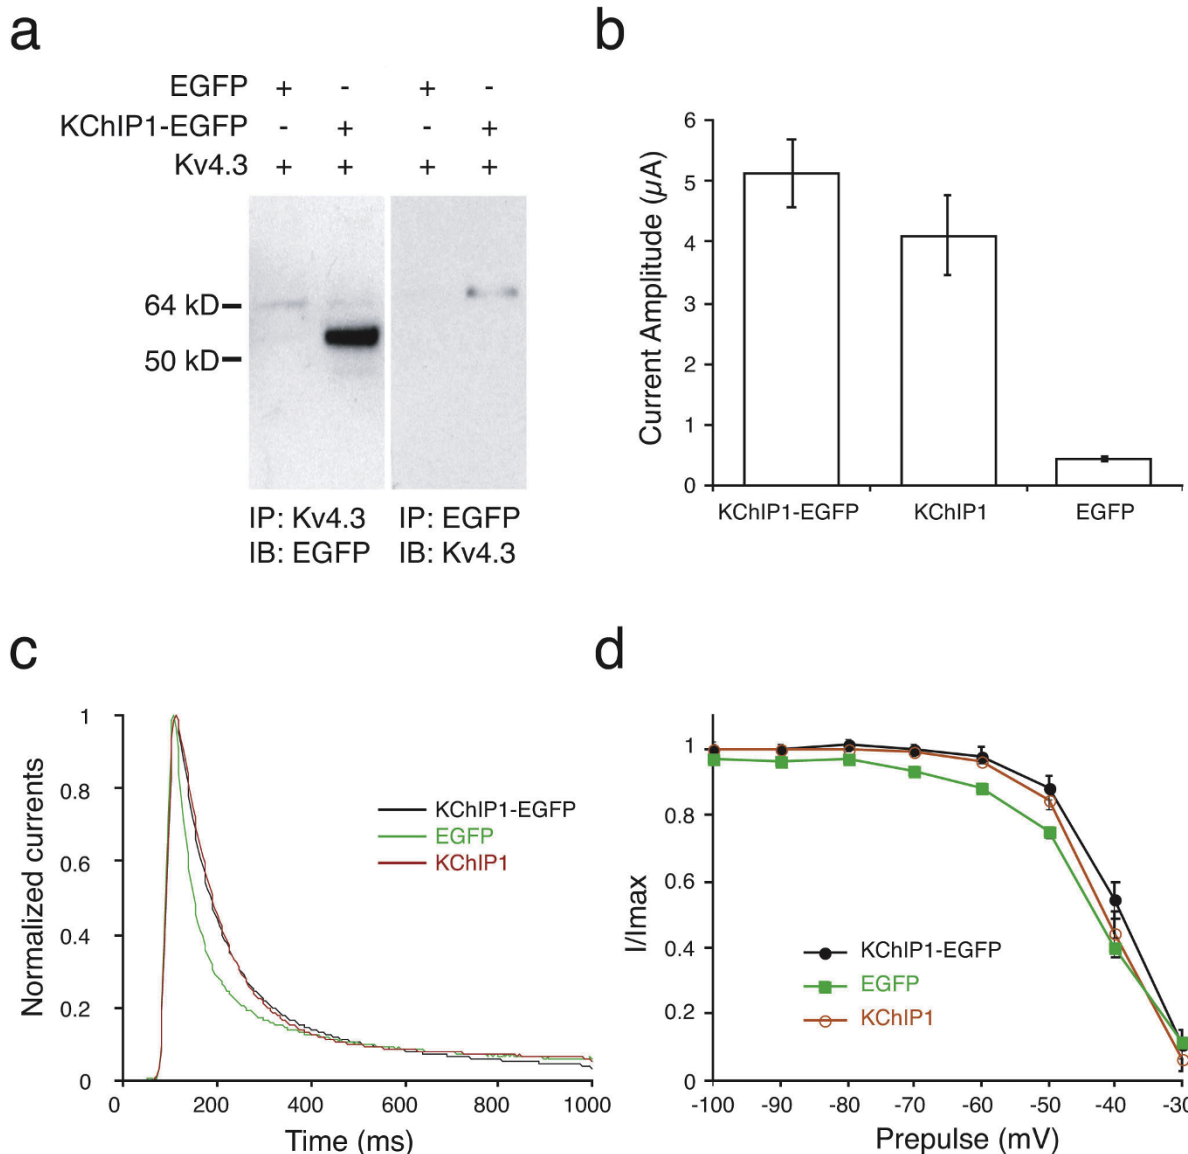 a
EGFP + - + -
KChIP1-EGFP - + - +
Kv4.3 + + + +
64 kD
50 kD
IP: Kv4.3 IP: EGFP
IB: EGFP IB: Kv4.3
b
Current Amplitude (µA)
6
5
4
3
2
1
0
KChIP1-EGFP KChIP1 EGFP
c
Normalized currents
1
0.8
0.6
0.4
0.2
0
KChIP1-EGFP
EGFP
KChIP1
0 200 400 600 800 1000
Time (ms)
d
I/Imax
1
0.8
0.6
0.4
0.2
0
KChIP1-EGFP
EGFP
KChIP1
-100 -90 -80 -70 -60 -50 -40 -30
Prepulse (mV)